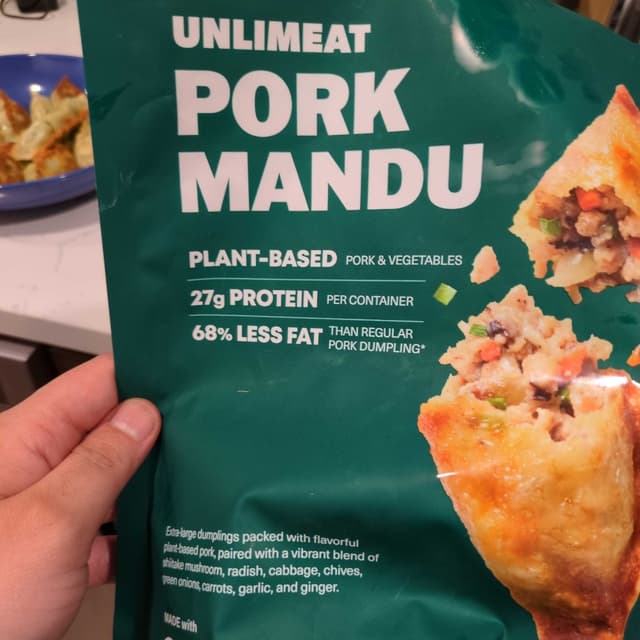 UNLIMEAT
PORK
MANDU
PLANT-BASED PORK & VEGETABLES
27g PROTEIN PER CONTAINER
68% LESS FAT THAN REGULAR
PORK DUMPLING*
Extra-large dumplings packed with flavorful
plant-based pork, paired with a vibrant blend of
shiitake mushroom, radish, cabbage, chives,
green onions, carrots, garlic, and ginger.
MADE with